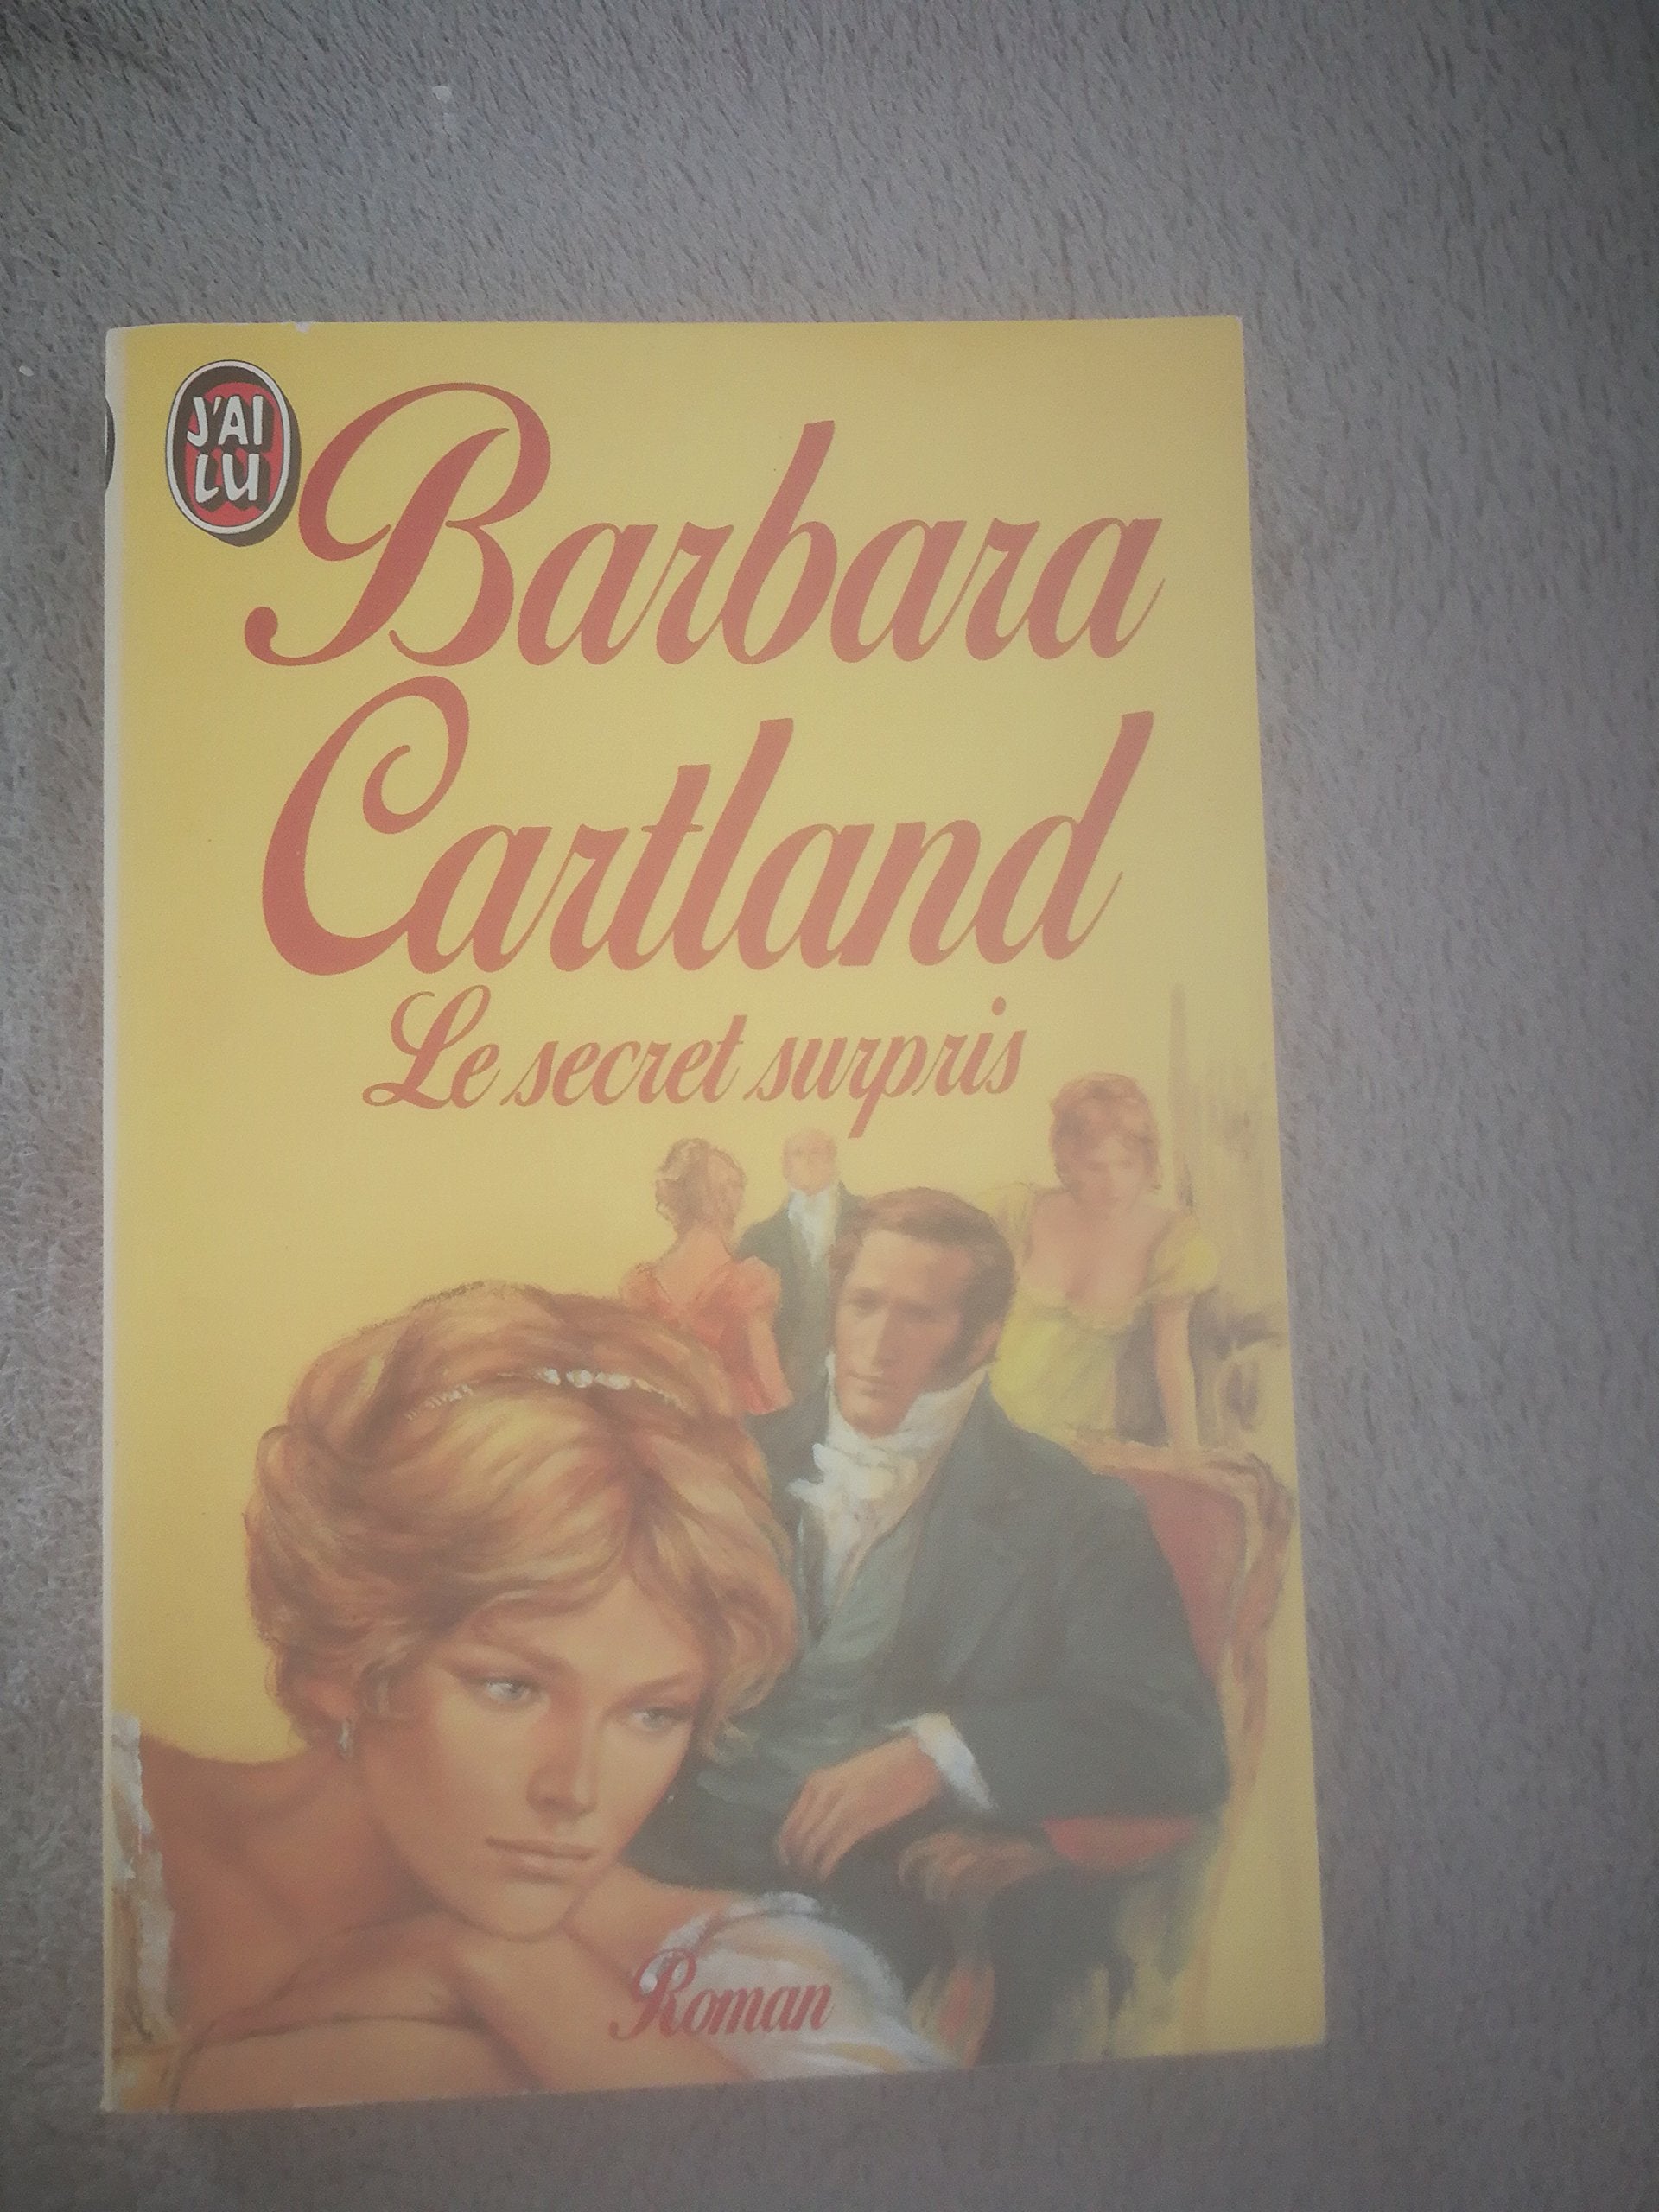 J'AI
LU
Barbara
Cartland
Le secret surpris
Roman